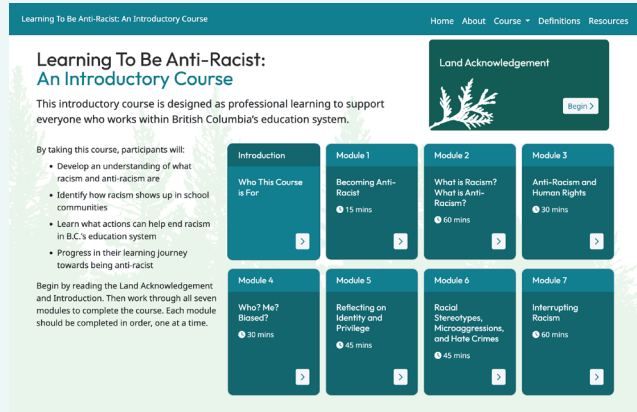 Learning To Be Anti-Racist: An Introductory Course
Home About Course Definitions Resources
Learning To Be Anti-Racist:
An Introductory Course
This introductory course is designed as professional learning to support
everyone who works within British Columbia's education system.
Land Acknowledgement
Begin
By taking this course, participants will:
• Develop an understanding of what
racism and anti-racism are
• Identify how racism shows up in school
communities
• Learn what actions can help end racism
in B.C.'s education system
• Progress in their learning journey
towards being anti-racist
Begin by reading the Land Acknowledgement
and Introduction. Then work through all seven
modules to complete the course. Each module
should be completed in order, one at a time.
Introduction
Who This Course
is For
Module 1
Becoming Anti-
Racist
15 mins
Module 2
What is Racism?
What is Anti-
Racism?
60 mins
Module 3
Anti-Racism and
Human Rights
30 mins
Module 4
Who? Me?
Biased?
30 mins
Module 5
Reflecting on
Identity and
Privilege
45 mins
Module 6
Racial
Stereotypes,
Microaggressions,
and Hate Crimes
45 mins
Module 7
Interrupting
Racism
60 mins